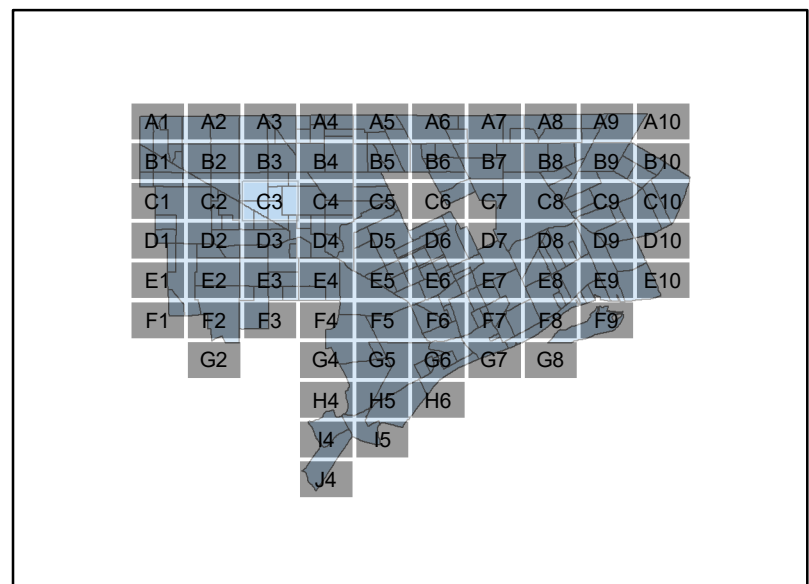 A1 A2 A3 A4 A5 A6 A7 A8 A9 A10
B1 B2 B3 B4 B5 B6 B7 B8 B9 B10
C1 C2 C3 C4 C5 C6 C7 C8 C9 C10
D1 D2 D3 D4 D5 D6 D7 D8 D9 D10
E1 E2 E3 E4 E5 E6 E7 E8 E9 E10
F1 F2 F3 F4 F5 F6 F7 F8 F9
G2 G4 G5 G6 G7 G8
H4 H5 H6
I4 I5
J4